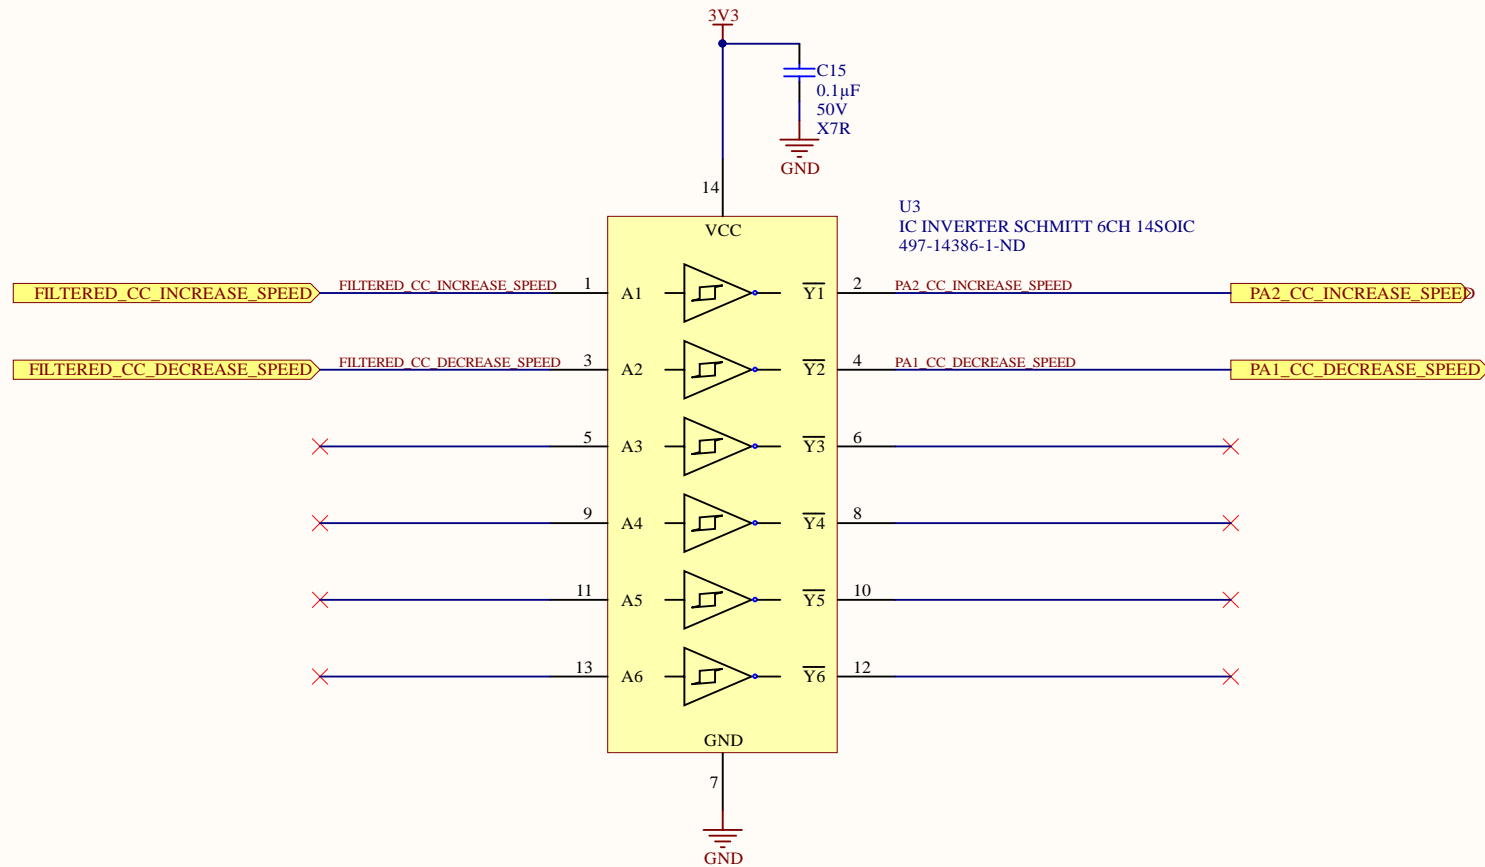 3V3
C15
0.1µF
50V
X7R
GND
14
U3
IC INVERTER SCHMITT 6CH 14SOIC
497-14386-1-ND
VCC
FILTERED_CC_INCREASE_SPEED FILTERED_CC_INCREASE_SPEED 1 A1 Y1 2 PA2_CC_INCREASE_SPEED PA2_CC_INCREASE_SPEED
FILTERED_CC_DECREASE_SPEED FILTERED_CC_DECREASE_SPEED 3 A2 Y2 4 PA1_CC_DECREASE_SPEED PA1_CC_DECREASE_SPEED
5 A3 Y3 6
9 A4 Y4 8
11 A5 Y5 10
13 A6 Y6 12
GND
7
GND